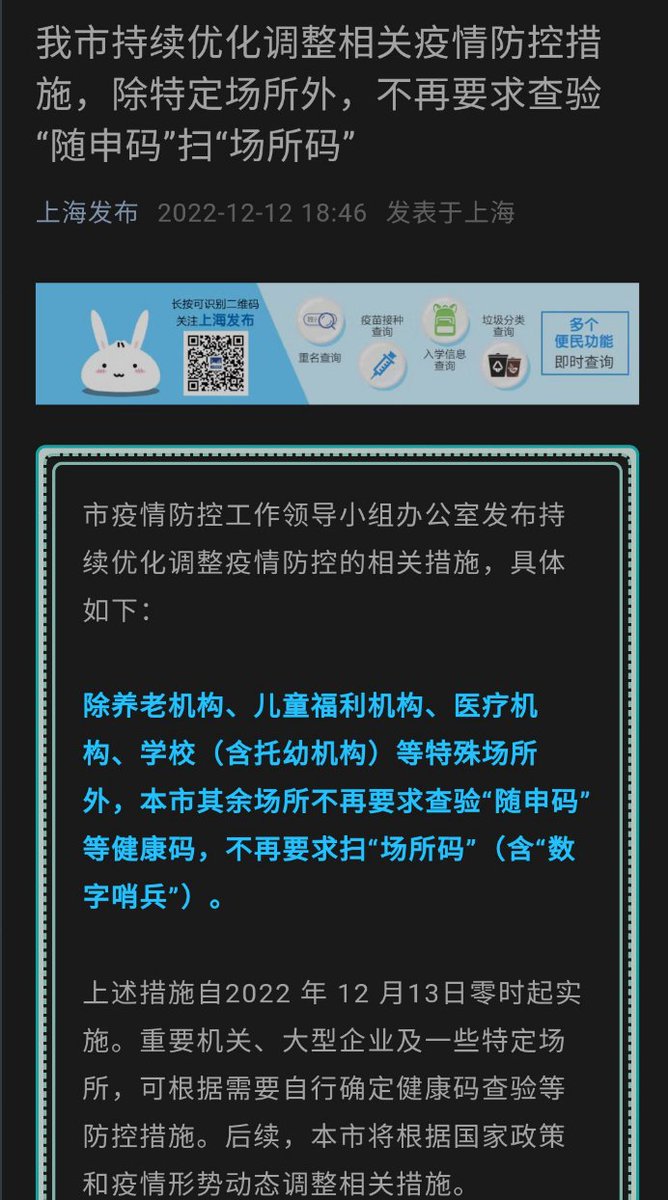 我市持续优化调整相关疫情防控措
施，除特定场所外，不再要求查验
“随申码”扫“场所码”
上海发布 2022-12-12 18:46 发表于上海
长按可识别二维码
关注上海发布
重名查询
疫苗接种
查询
入学信息
查询
垃圾分类
查询
多个
便民功能
即时查询
市疫情防控工作领导小组办公室发布持
续优化调整疫情防控的相关措施，具体
如下：
除养老机构、儿童福利机构、医疗机
构、学校（含托幼机构）等特殊场所
外，本市其余场所不再要求查验“随申码”
等健康码，不再要求扫“场所码”（含“数
字哨兵”）。
上述措施自2022 年 12 月13日零时起实
施。重要机关、大型企业及一些特定场
所，可根据需要自行确定健康码查验等
防控措施。后续，本市将根据国家政策
和疫情形势动态调整相关措施。